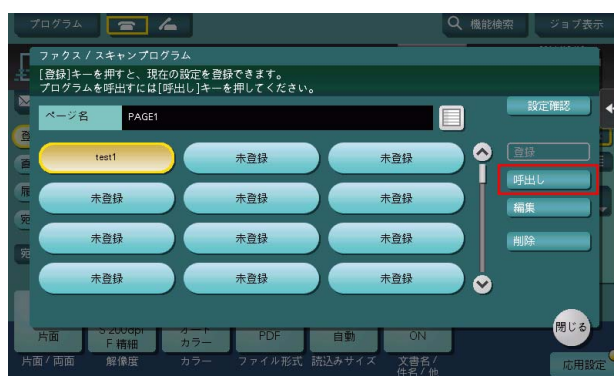 プログラム
機能検索
ジョブ表示
ファクス / スキャンプログラム
[登録]キーを押すと、現在の設定を登録できます。
プログラムを呼出すには[呼出し]キーを押してください。
設定確認
ページ名
PAGE1
test1
未登録
未登録
登録
呼出し
未登録
未登録
未登録
編集
未登録
未登録
未登録
削除
未登録
未登録
未登録
閉じる
片面
F 精細
カラー
PDF
自動
ON
片面 / 両面
解像度
カラー
ファイル形式
読込みサイズ
文書名 /
件名 / 他
応用設定